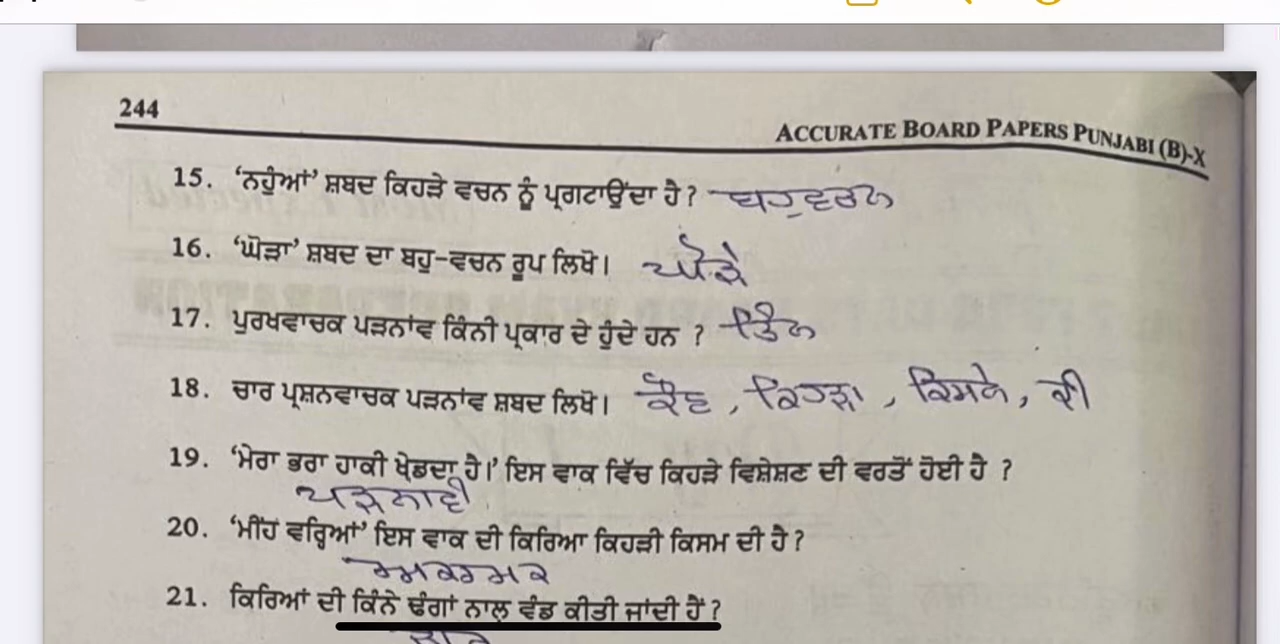 244
ACCURATE BOARD PAPERS PUNJABI (B)-X
15. ‘ਨਹੁੰਆਂ’ ਸ਼ਬਦ ਕਿਹੜੇ ਵਚਨ ਨੂੰ ਪ੍ਰਗਟਾਉਂਦਾ ਹੈ? ਬਹੁਵਚਨ
16. ‘ਘੋੜਾ’ ਸ਼ਬਦ ਦਾ ਬਹੁ-ਵਚਨ ਰੂਪ ਲਿਖੋ। ਘੋੜੇ
17. ਪੁਰਖਵਾਚਕ ਪੜਨਾਂਵ ਕਿੰਨੀ ਪ੍ਰਕਾਰ ਦੇ ਹੁੰਦੇ ਹਨ ? ਤਿੰਨ
18. ਚਾਰ ਪ੍ਰਸ਼ਨਵਾਚਕ ਪੜਨਾਂਵ ਸ਼ਬਦ ਲਿਖੋ। ਕੌਣ, ਕਿਹੜਾ, ਕਿਸਨੇ, ਕੀ
19. ‘ਮੇਰਾ ਭਰਾ ਹਾਕੀ ਖੇਡਦਾ ਹੈ।’ ਇਸ ਵਾਕ ਵਿੱਚ ਕਿਹੜੇ ਵਿਸ਼ੇਸ਼ਣ ਦੀ ਵਰਤੋਂ ਹੋਈ ਹੈ ?
ਪੜਨਾਵੀਂ
20. ‘ਮੀਂਹ ਵਰ੍ਹਿਆਂ’ ਇਸ ਵਾਕ ਦੀ ਕਿਰਿਆ ਕਿਹੜੀ ਕਿਸਮ ਦੀ ਹੈ?
ਅਕਰਮਕ
21. ਕਿਰਿਆਂ ਦੀ ਕਿੰਨੇ ਢੰਗਾਂ ਨਾਲ਼ ਵੰਡ ਕੀਤੀ ਜਾਂਦੀ ਹੈਂ?